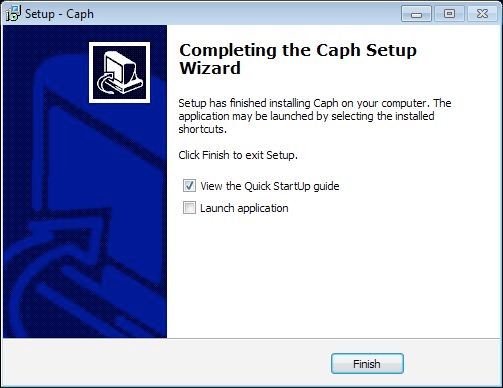 Setup - Caph
Completing the Caph Setup
Wizard
Setup has finished installing Caph on your computer. The
application may be launched by selecting the installed
shortcuts.
Click Finish to exit Setup.
View the Quick StartUp guide
Launch application
Finish